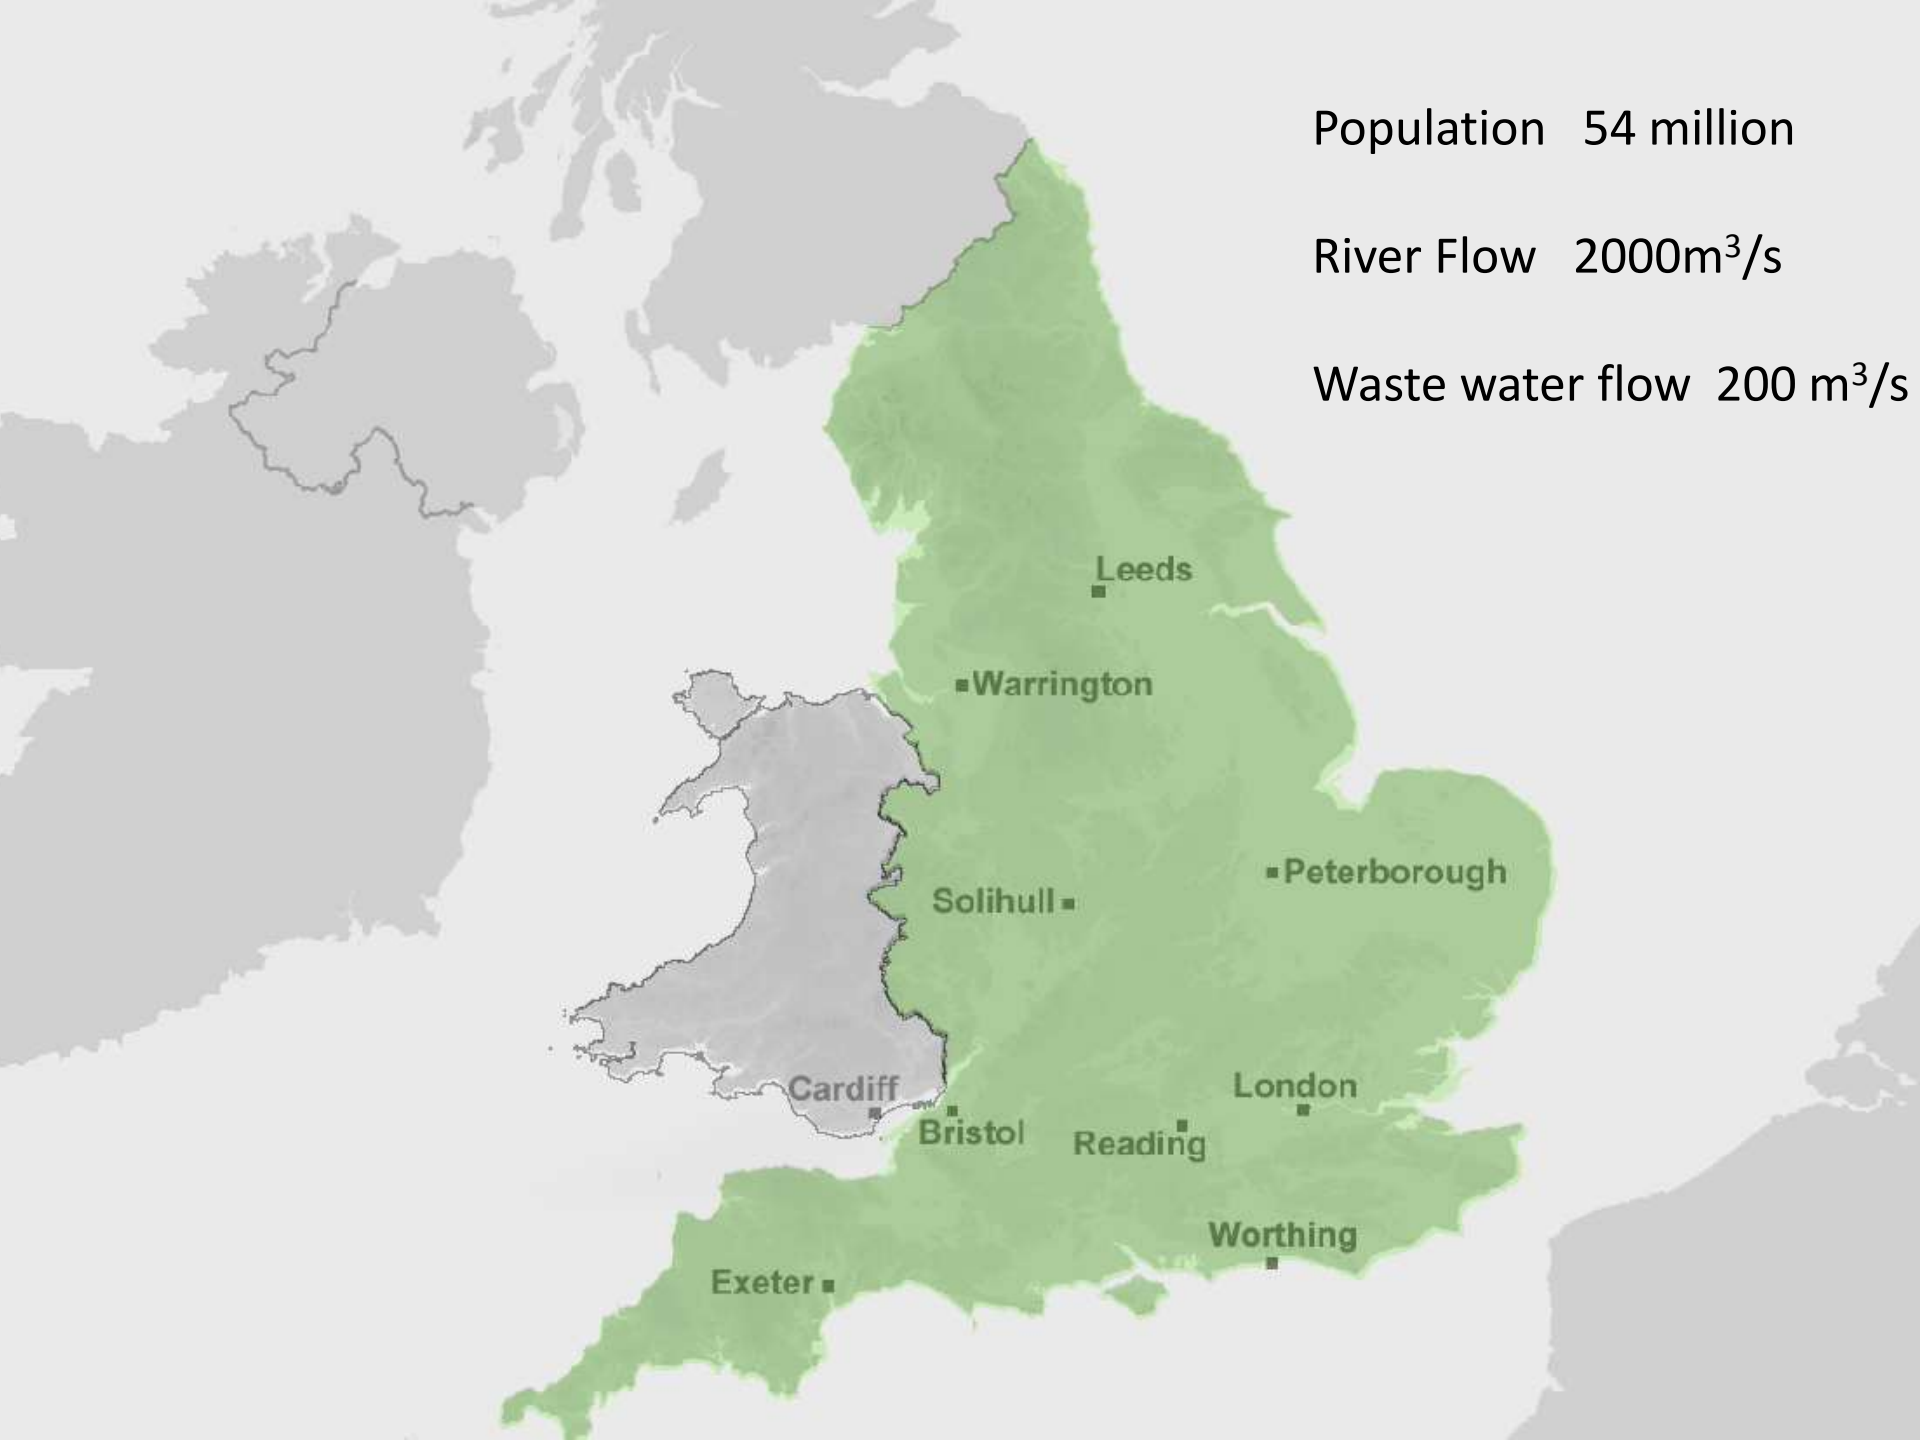 Population   54 million
River Flow   2000m³/s
Waste water flow  200 m³/s
Leeds
Warrington
Peterborough
Solihull
London
Cardiff
Bristol
Reading
Worthing
Exeter